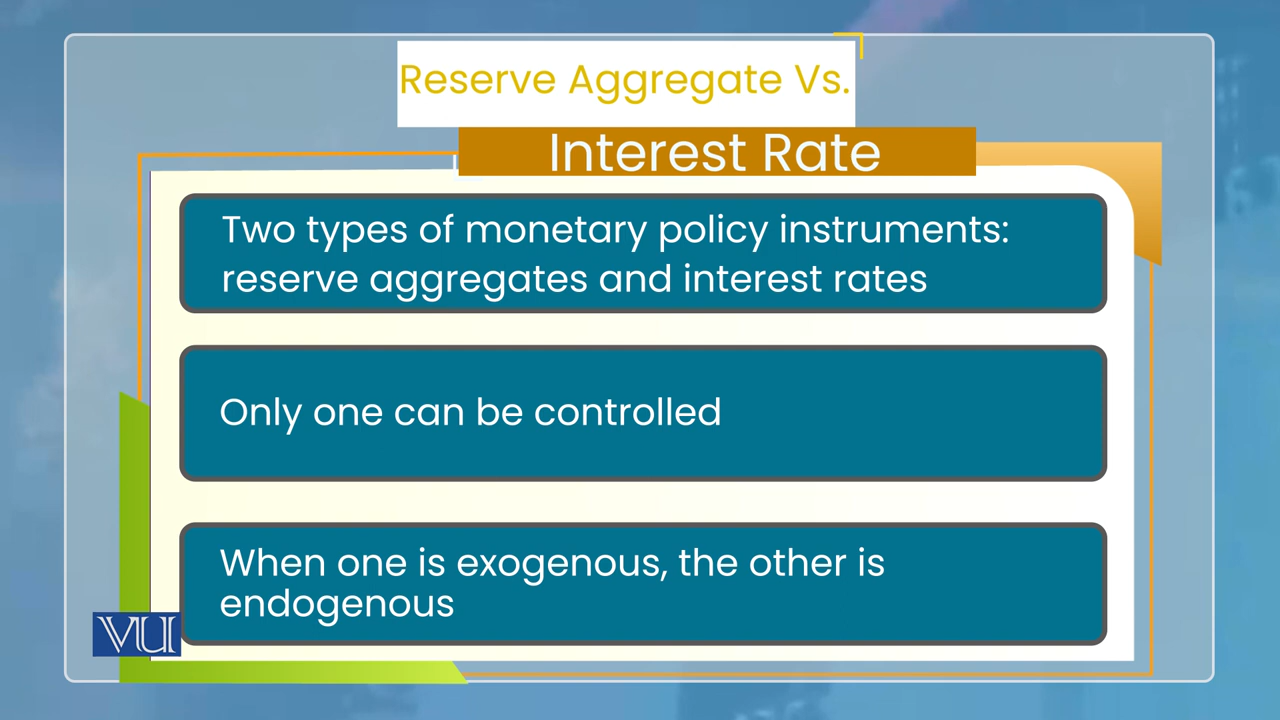 Reserve Aggregate Vs.
Interest Rate
Two types of monetary policy instruments:
reserve aggregates and interest rates
Only one can be controlled
When one is exogenous, the other is
endogenous
VU